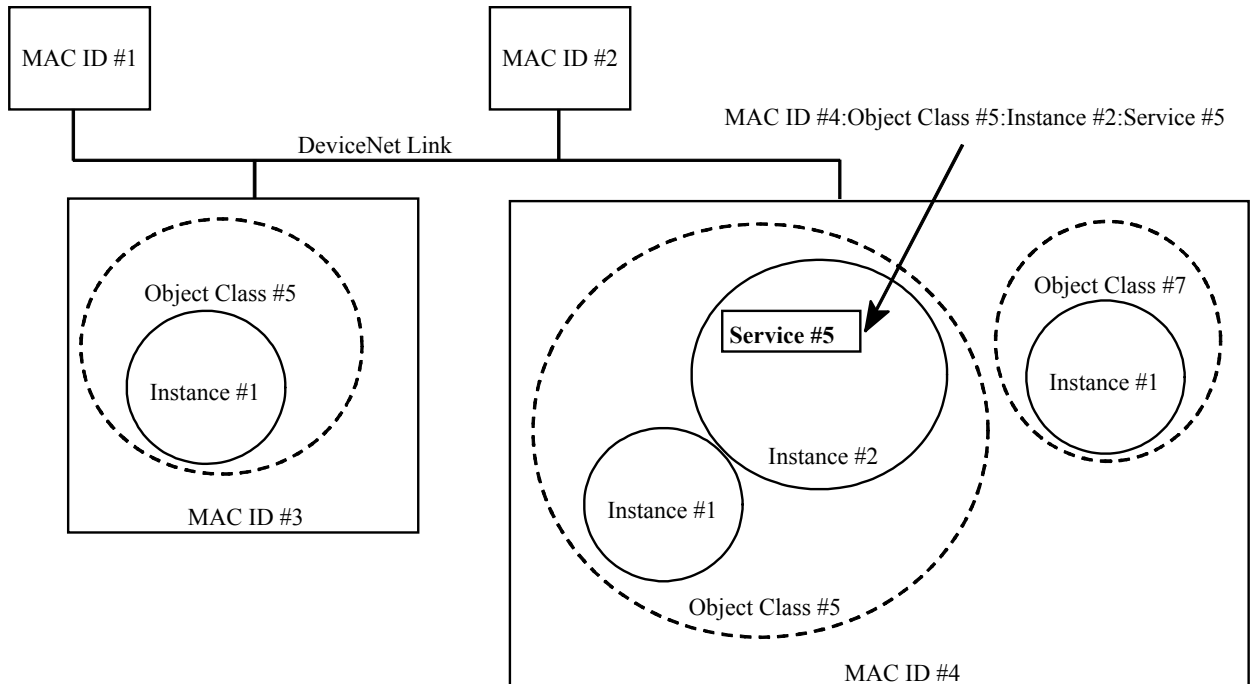 MAC ID #1
MAC ID #2
MAC ID #4:Object Class #5:Instance #2:Service #5
DeviceNet Link
Object Class #5
Instance #1
MAC ID #3
Service #5
Instance #2
Instance #1
Object Class #5
Object Class #7
Instance #1
MAC ID #4